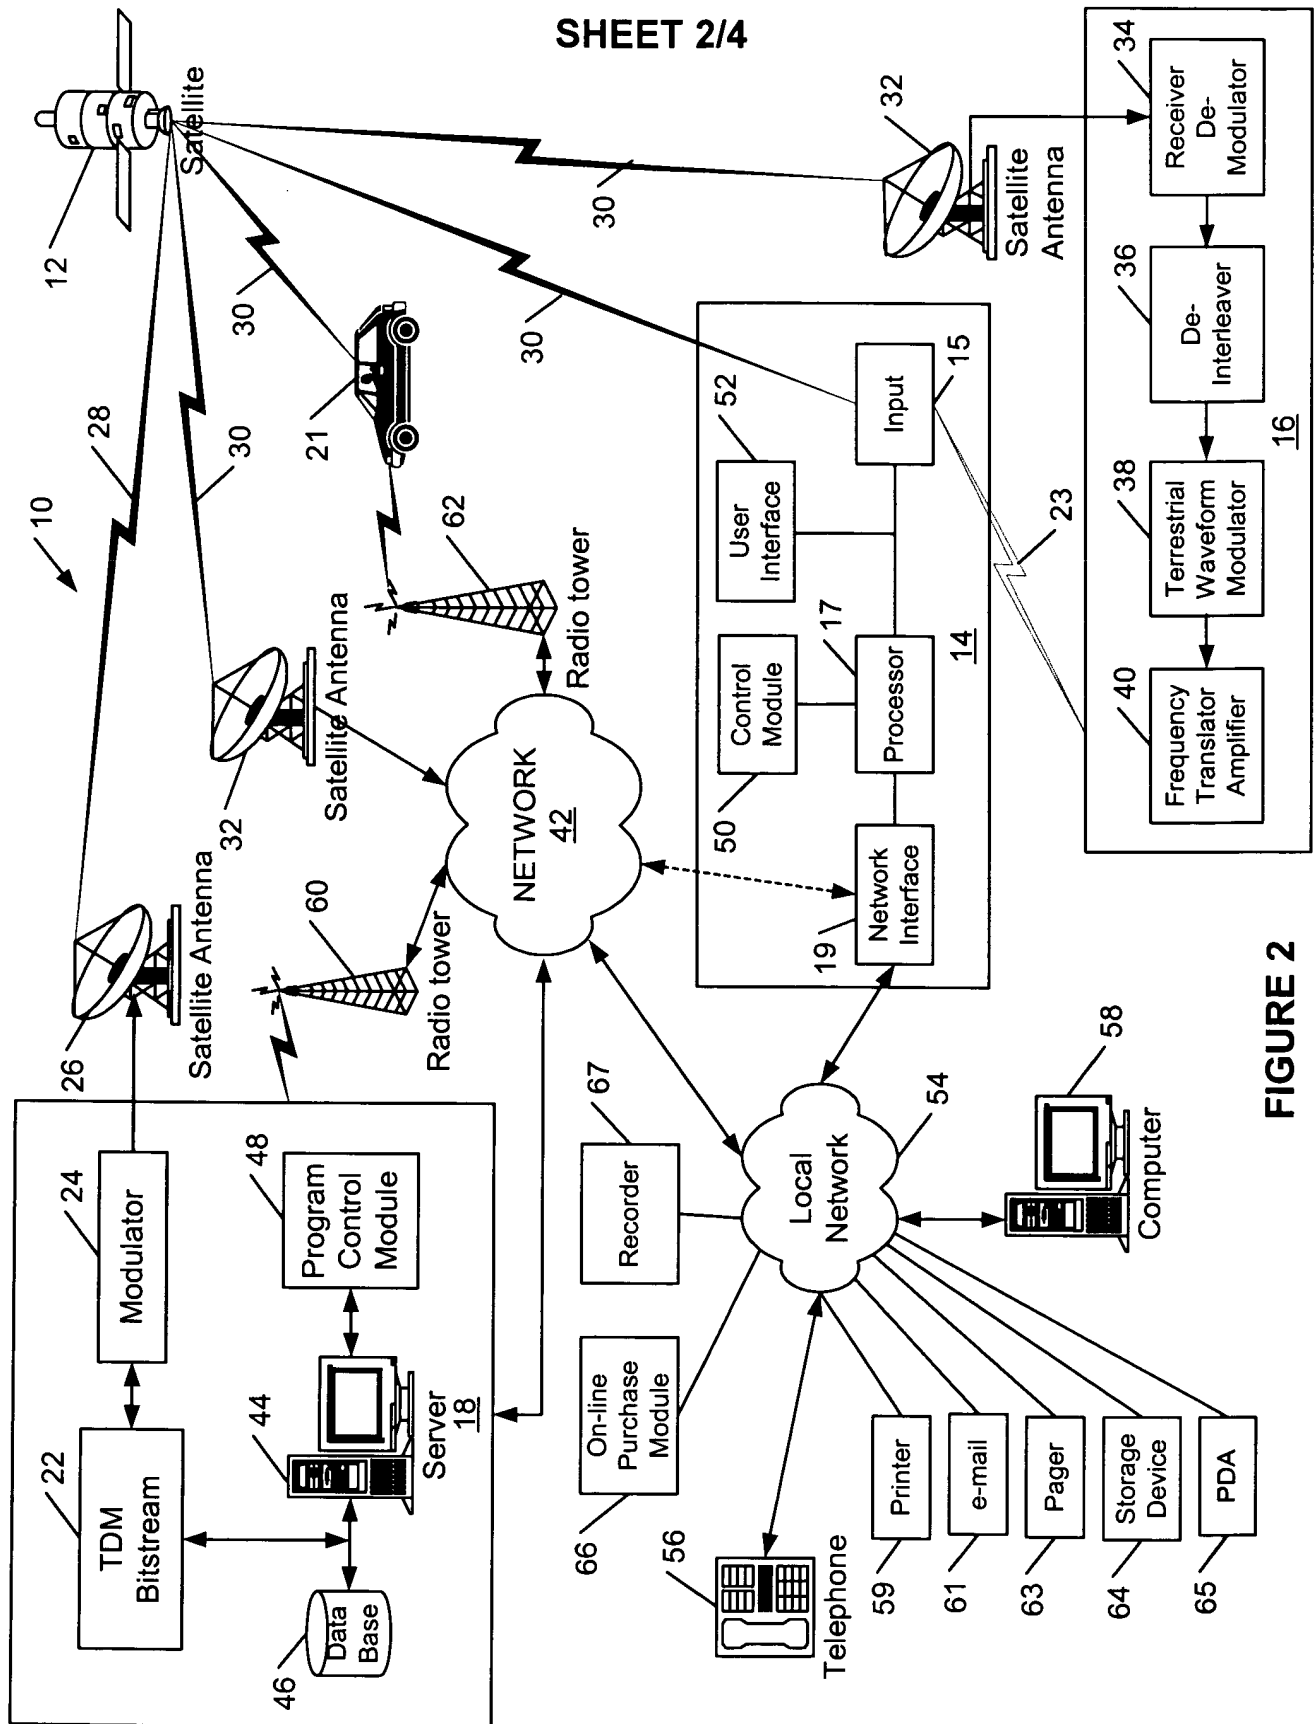 SHEET 2/4
10
12
Satellite
28
30
30
30
30
32
Satellite
Antenna
21
26
Satellite Antenna
32
Satellite Antenna
60
Radio tower
62
Radio tower
22
TDM
Bitstream
24
Modulator
46
Data
Base
44
Server
18
48
Program
Control
Module
NETWORK
42
14
50
Control
Module
52
User
Interface
17
Processor
Input
15
19
Network
Interface
23
34
Receiver
De-
Modulator
36
De-
Interleaver
38
Terrestrial
Waveform
Modulator
40
Frequency
Translator
Amplifier
16
66
On-line
Purchase
Module
67
Recorder
Local
Network
54
56
Telephone
58
Computer
Printer
59
e-mail
61
Pager
63
Storage
Device
64
PDA
65
FIGURE 2